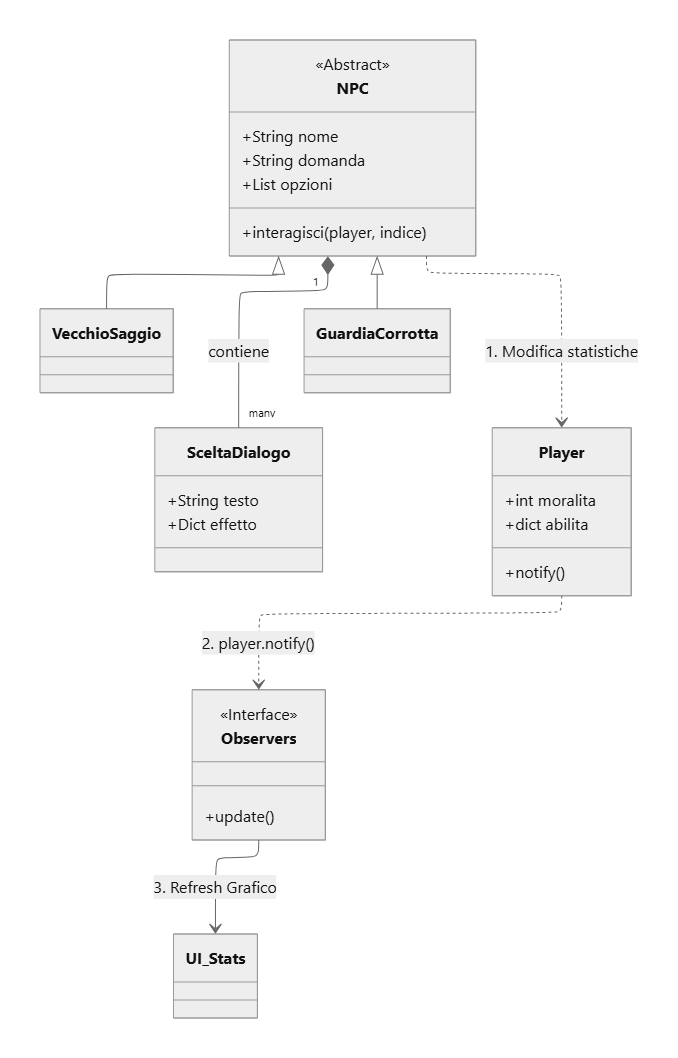 «Abstract»
NPC
+String nome
+String domanda
+List opzioni
+interagisci(player, indice)
1
VecchioSaggio
GuardiaCorrotta
contiene
1. Modifica statistiche
manv
SceltaDialogo
+String testo
+Dict effetto
Player
+int moralita
+dict abilita
+notify()
2. player.notify()
«Interface»
Observers
+update()
3. Refresh Grafico
UI_Stats